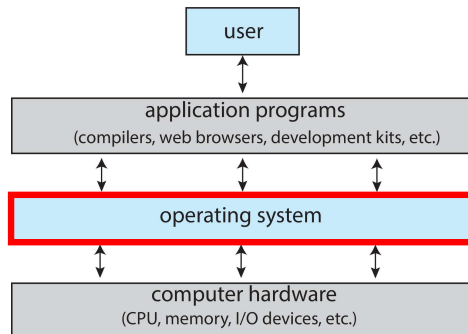 user
application programs
(compilers, web browsers, development kits, etc.)
operating system
computer hardware
(CPU, memory, I/O devices, etc.)